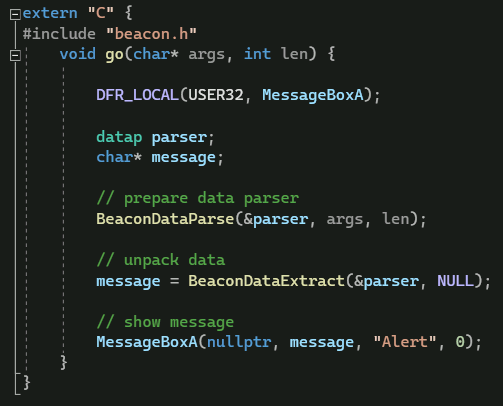 extern "C" {
#include "beacon.h"
void go(char* args, int len) {
DFR_LOCAL(USER32, MessageBoxA);
datap parser;
char* message;
// prepare data parser
BeaconDataParse(&parser, args, len);
// unpack data
message = BeaconDataExtract(&parser, NULL);
// show message
MessageBoxA(nullptr, message, "Alert", 0);
}
}